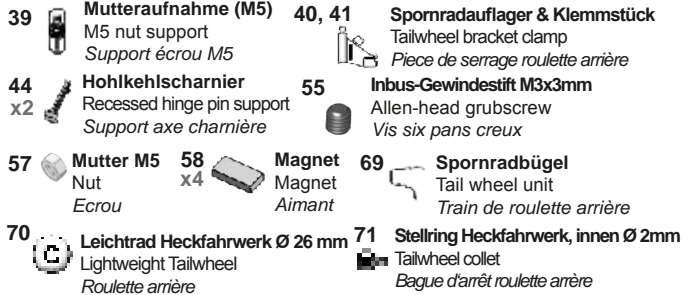 39 Mutteraufnahme (M5)
M5 nut support
Support écrou M5
40, 41 Spornradauflager & Klemmstück
Tailwheel bracket clamp
Piece de serrage roulette arrière
44 x2 Hohlkehlscharnier
Recessed hinge pin support
Support axe charnière
55 Inbus-Gewindestift M3x3mm
Allen-head grubscrew
Vis six pans creux
57 Mutter M5
Nut
Ecrou
58 x4 Magnet
Magnet
Aimant
69 Spornradbügel
Tail wheel unit
Train de roulette arrière
70 C Leichtrad Heckfahrwerk Ø 26 mm
Lightweight Tailwheel
Roulette arrière
71 Stellring Heckfahrwerk, innen Ø 2mm
Tailwheel collet
Bague d'arrêt roulette arrère